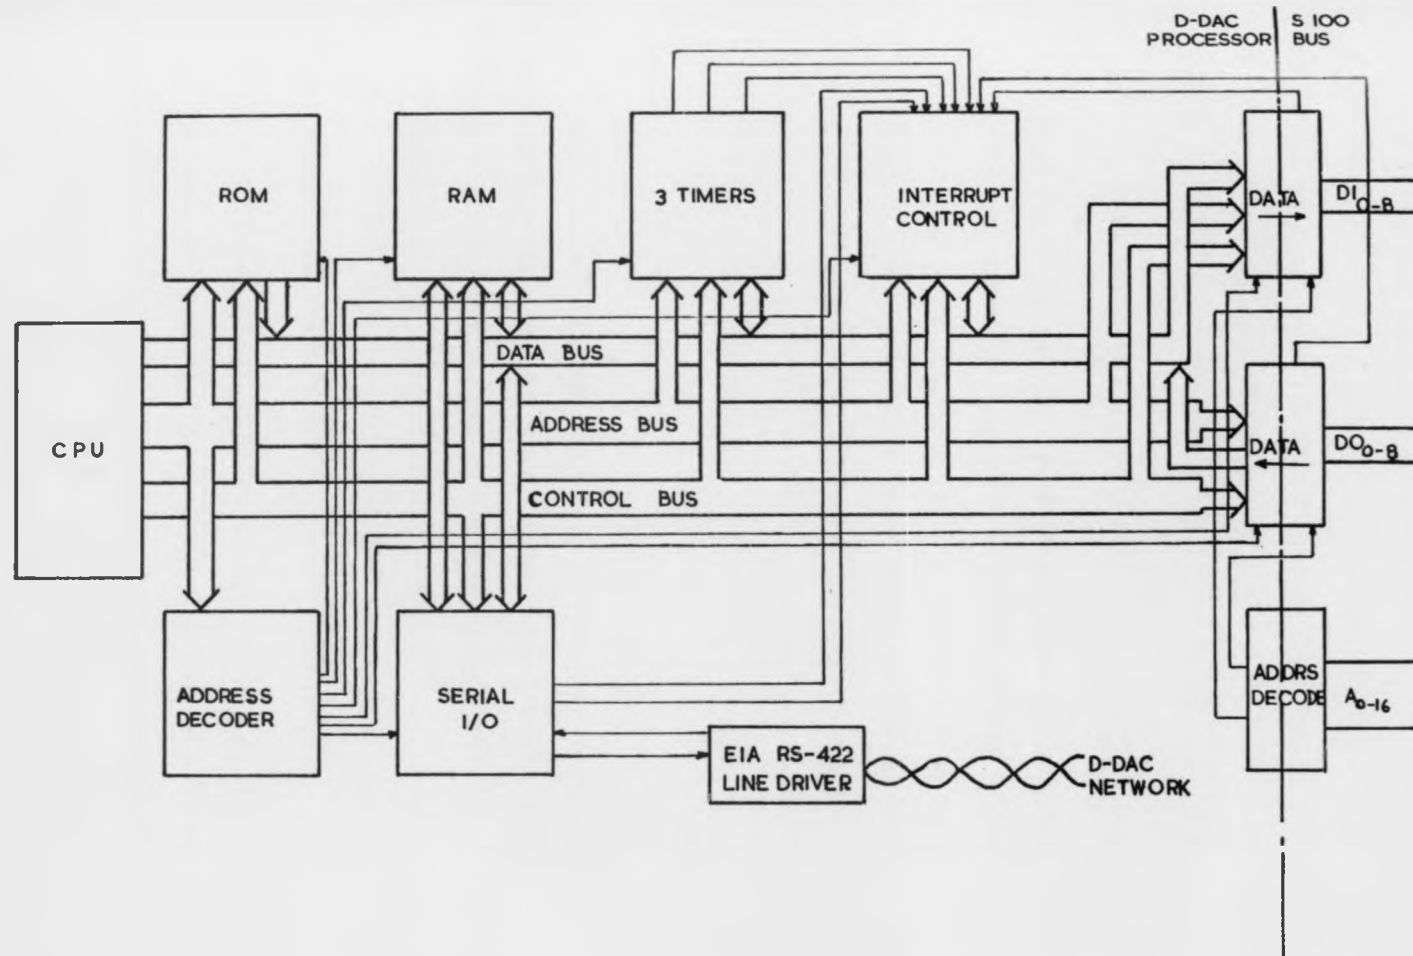 D-DAC PROCESSOR
S 100 BUS
ROM
RAM
3 TIMERS
INTERRUPT
CONTROL
DATA
DI0-8
DATA BUS
CPU
ADDRESS BUS
DATA
DO0-8
CONTROL BUS
ADDRESS
DECODER
SERIAL
I/O
EIA RS-422
LINE DRIVER
D-DAC
NETWORK
ADDRS
DECODE
A0-16